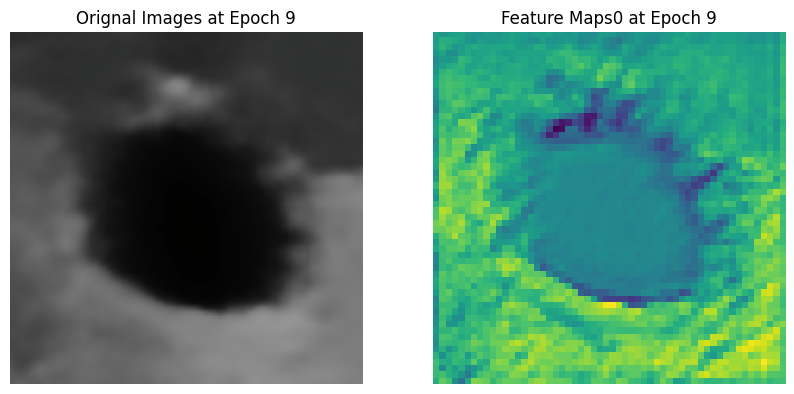 Orignal Images at Epoch 9
Feature Maps0 at Epoch 9